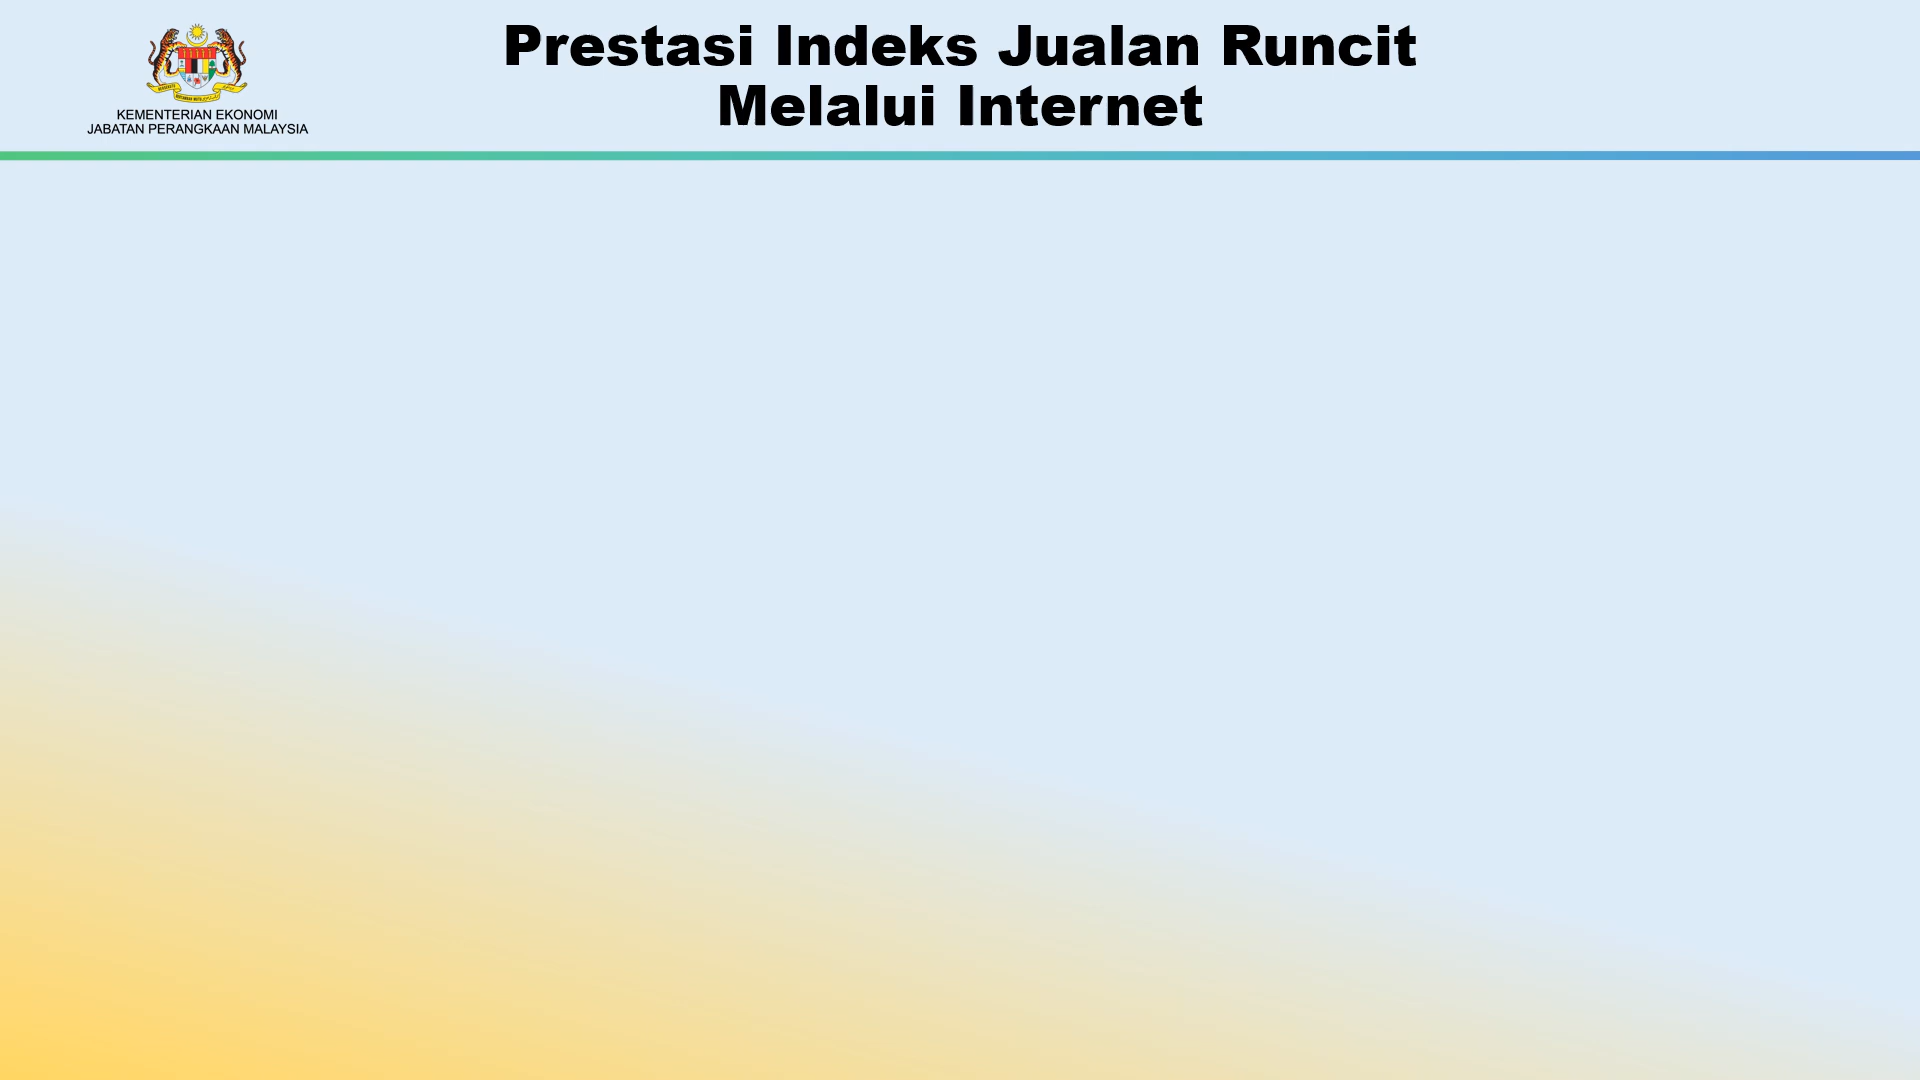 Prestasi Indeks Jualan Runcit
Melalui Internet
KEMENTERIAN EKONOMI
JABATAN PERANGKAAN MALAYSIA